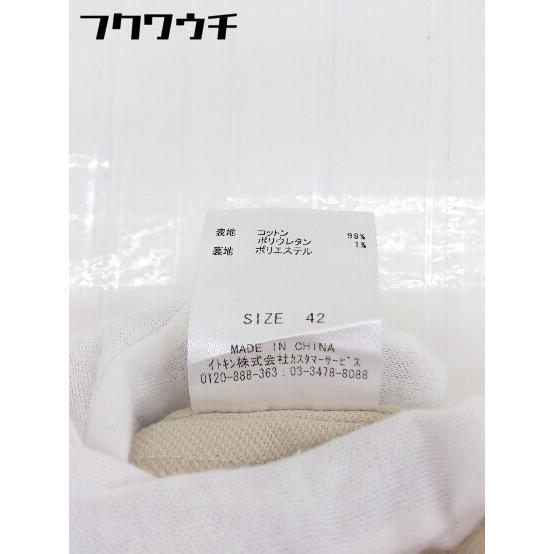 フクワウチ
表地 コットン 99%
ポリウレタン 1%
裏地 ポリエステル
SIZE 42
MADE IN CHINA
イトキン株式会社カスタマーサービス
0120-888-363 : 03-3478-8088